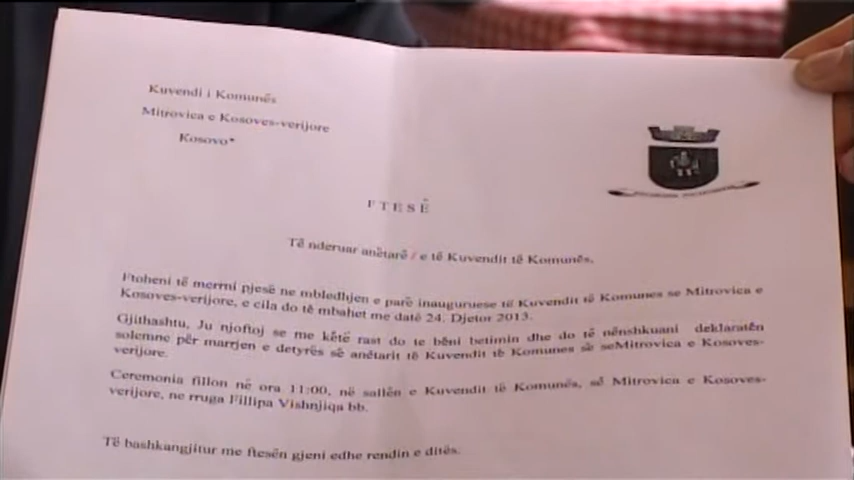 Kuvendi i Komunës
Mitrovica e Kosoves-verijore
Kosovo*
FTESË
Të nderuar anëtarë / e të Kuvendit të Komunës,
Ftoheni të merrni pjesë ne mbledhjen e parë inauguruese të Kuvendit të Komunes se Mitrovica e
Kosoves-verijore, e cila do të mbahet me datë 24. Djetor 2013.
Gjithashtu, Ju njoftoj se me këtë rast do te bëni betimin dhe do të nënshkuani deklaratën
solemne për marrjen e detyrës së anëtarit të Kuvendit të Komunes së seMitrovica e Kosoves-
verijore.
Ceremonia fillon në ora 11:00, në sallën e Kuvendit të Komunës, së Mitrovica e Kosoves-
verijore, ne rruga Fillipa Vishnjiqa bb.
Të bashkangjitur me ftesën gjeni edhe rendin e ditës.